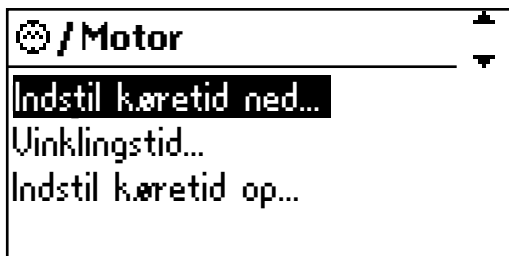 / Motor
Indstil køretid ned...
Vinklingstid...
Indstil køretid op...